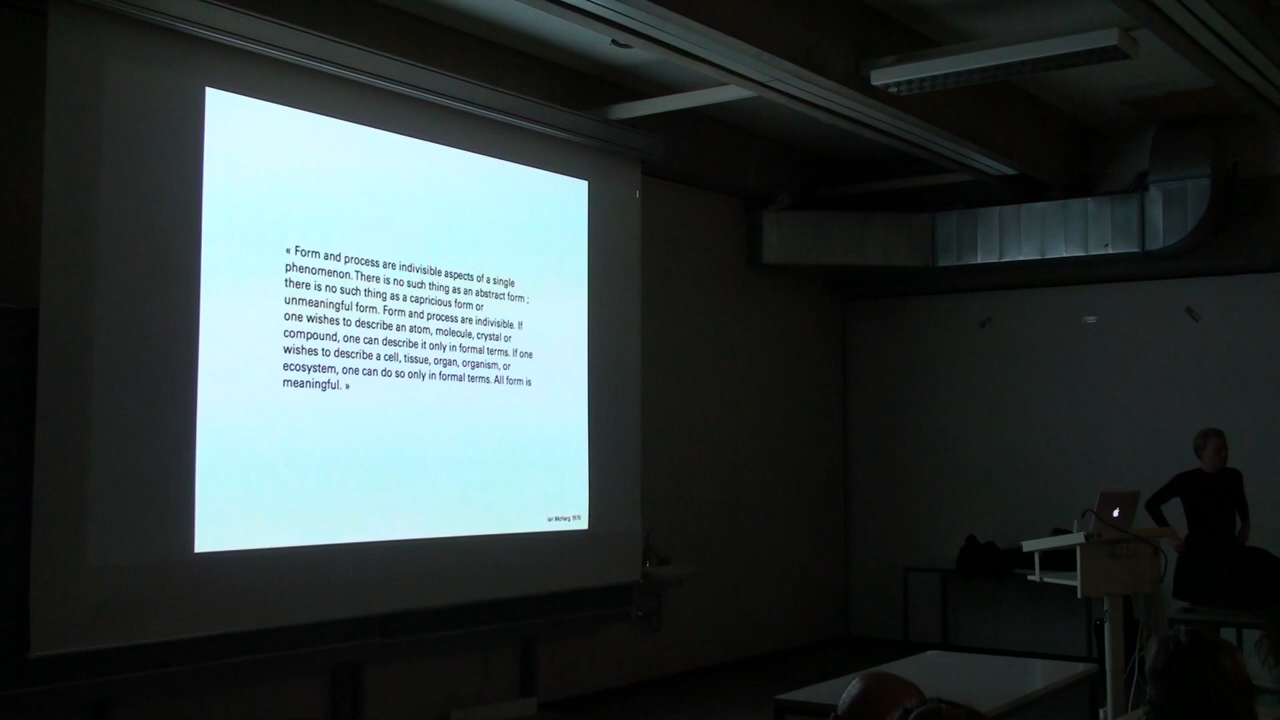 « Form and process are indivisible aspects of a single
phenomenon. There is no such thing as an abstract form ;
there is no such thing as a capricious form or
unmeaningful form. Form and process are indivisible. If
one wishes to describe an atom, molecule, crystal or
compound, one can describe it only in formal terms. If one
wishes to describe a cell, tissue, organ, organism, or
ecosystem, one can do so only in formal terms. All form is
meaningful. »
Ian McHarg 1970